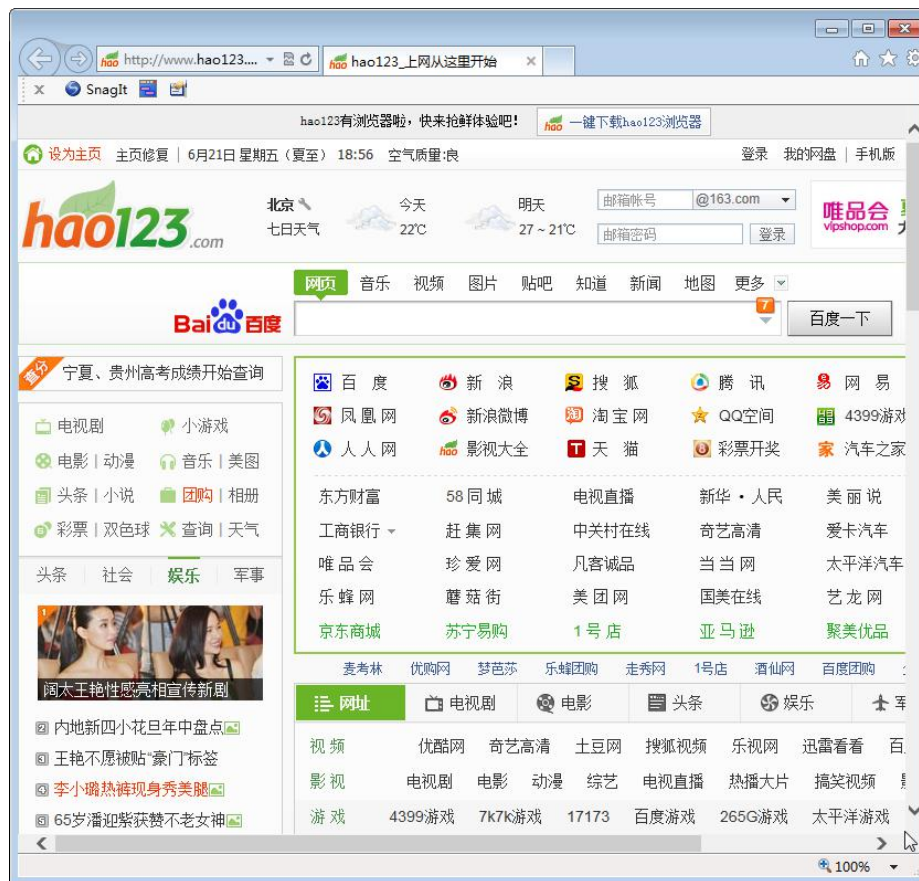 http://www.hao123.... hao123_上网从这里开始
SnagIt
hao123有浏览器啦，快来抢鲜体验吧! hao 一键下载hao123浏览器
设为主页 主页修复 | 6月21日 星期五（夏至） 18:56 空气质量:良 登录 我的网盘 | 手机版
hao123.com 北京 今天 明天 邮箱帐号 @163.com 唯品会
七日天气 22℃ 27 ~ 21℃ 邮箱密码 登录 vipshop.com
网页 音乐 视频 图片 贴吧 知道 新闻 地图 更多
Bai du 百度 7 百度一下
查分 宁夏、贵州高考成绩开始查询
百 度 新 浪 搜 狐 腾 讯 网 易
凤凰网 新浪微博 淘宝网 QQ空间 4399游戏
人人网 影视大全 天 猫 彩票开奖 汽车之家
电视剧 小游戏
电影 | 动漫 音乐 | 美图
头条 | 小说 团购 | 相册
彩票 | 双色球 查询 | 天气
东方财富 58同城 电视直播 新华·人民 美丽说
工商银行 赶集网 中关村在线 奇艺高清 爱卡汽车
唯品会 珍爱网 凡客诚品 当当网 太平洋汽车
乐蜂网 蘑菇街 美团网 国美在线 艺龙网
京东商城 苏宁易购 1号店 亚马逊 聚美优品
头条 社会 娱乐 军事
1
阔太王艳性感亮相宣传新剧
2 内地新四小花旦年中盘点
3 王艳不愿被贴“豪门”标签
4 李小璐热裤现身秀美腿
5 65岁潘迎紫获赞不老女神
麦考林 优购网 梦芭莎 乐蜂团购 走秀网 1号店 酒仙网 百度团购
网址 电视剧 电影 头条 娱乐 军
视频 优酷网 奇艺高清 土豆网 搜狐视频 乐视网 迅雷看看 百
影视 电视剧 电影 动漫 综艺 电视直播 热播大片 搞笑视频
游戏 4399游戏 7k7k游戏 17173 百度游戏 265G游戏 太平洋游戏
100%